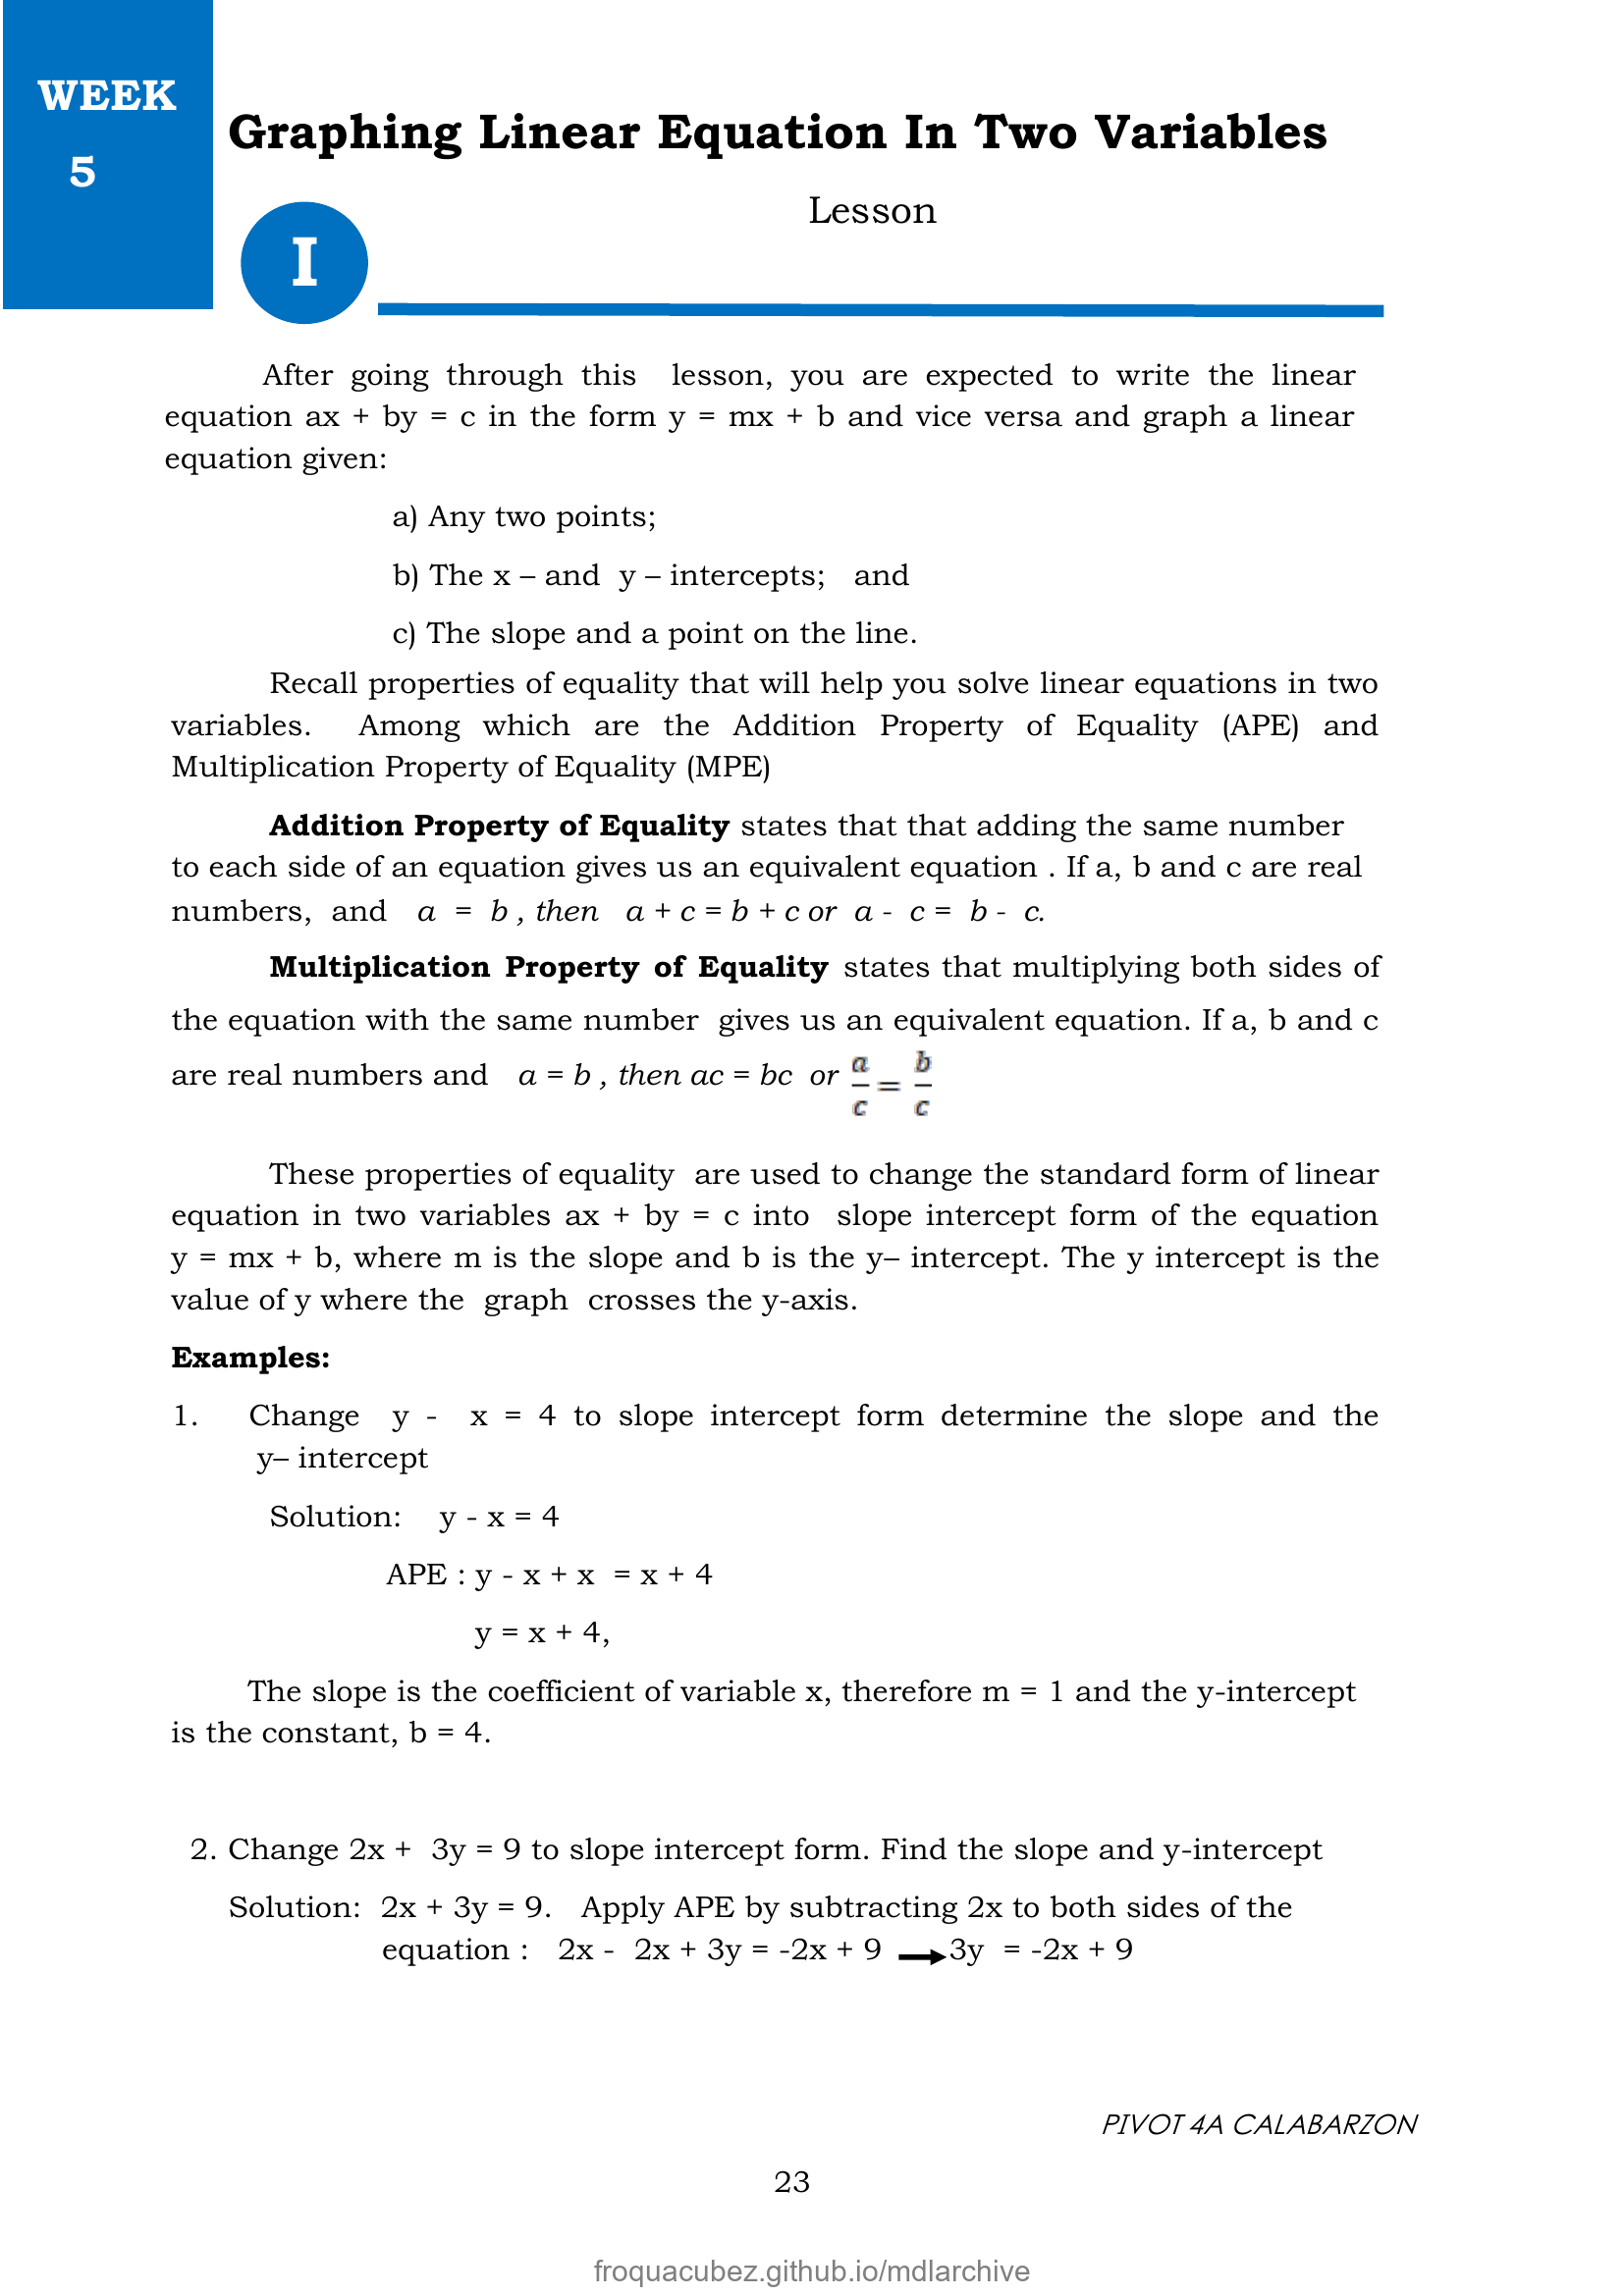 WEEK
5
Graphing Linear Equation In Two Variables
Lesson
I
After going through this lesson, you are expected to write the linear
equation ax + by = c in the form y = mx + b and vice versa and graph a linear
equation given:
a) Any two points;
b) The x – and y – intercepts; and
c) The slope and a point on the line.
Recall properties of equality that will help you solve linear equations in two
variables. Among which are the Addition Property of Equality (APE) and
Multiplication Property of Equality (MPE)
Addition Property of Equality states that that adding the same number
to each side of an equation gives us an equivalent equation . If a, b and c are real
numbers, and a = b , then a + c = b + c or a - c = b - c.
Multiplication Property of Equality states that multiplying both sides of
the equation with the same number gives us an equivalent equation. If a, b and c
are real numbers and a = b , then ac = bc or a/c = b/c
These properties of equality are used to change the standard form of linear
equation in two variables ax + by = c into slope intercept form of the equation
y = mx + b, where m is the slope and b is the y– intercept. The y intercept is the
value of y where the graph crosses the y-axis.
Examples:
1. Change y - x = 4 to slope intercept form determine the slope and the
y– intercept
Solution: y - x = 4
APE : y - x + x = x + 4
y = x + 4,
The slope is the coefficient of variable x, therefore m = 1 and the y-intercept
is the constant, b = 4.
2. Change 2x + 3y = 9 to slope intercept form. Find the slope and y-intercept
Solution: 2x + 3y = 9. Apply APE by subtracting 2x to both sides of the
equation : 2x - 2x + 3y = -2x + 9 → 3y = -2x + 9
PIVOT 4A CALABARZON
23
froquacubez.github.io/mdlarchive